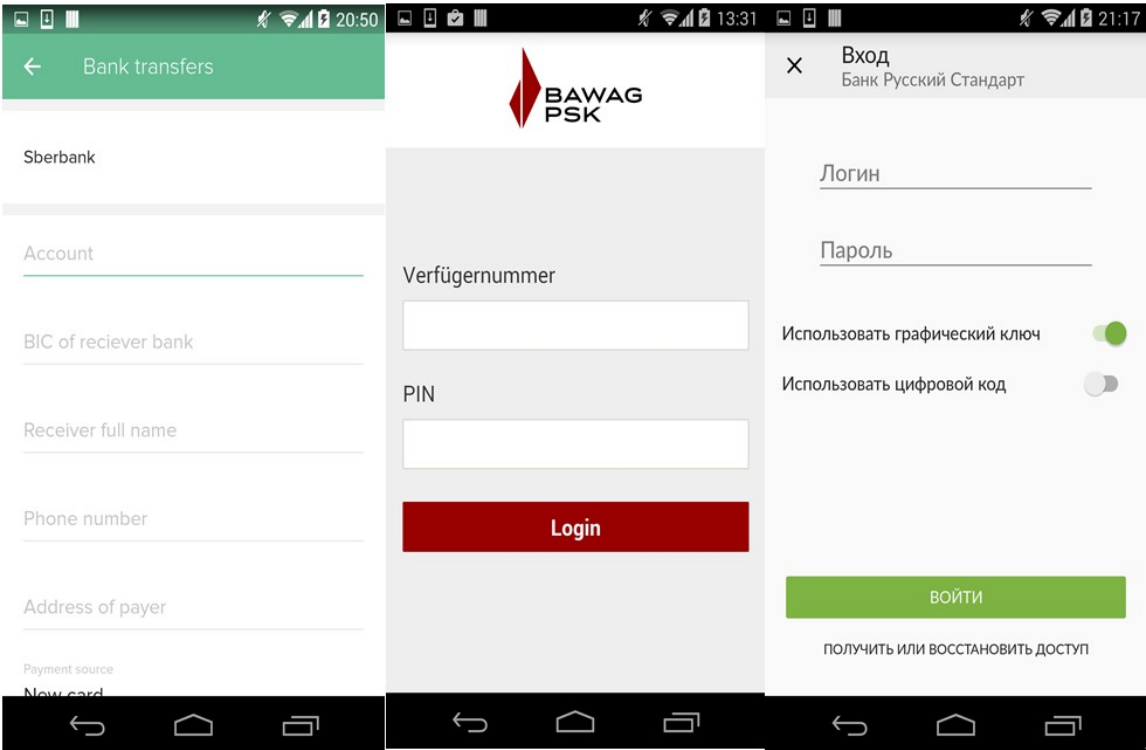 20:50
Bank transfers
Sberbank
Account
BIC of reciever bank
Receiver full name
Phone number
Address of payer
Payment source
New card
13:31
BAWAG
PSK
Verfügernummer
PIN
Login
21:17
Вход
Банк Русский Стандарт
Логин
Пароль
Использовать графический ключ
Использовать цифровой код
ВОЙТИ
ПОЛУЧИТЬ ИЛИ ВОССТАНОВИТЬ ДОСТУП